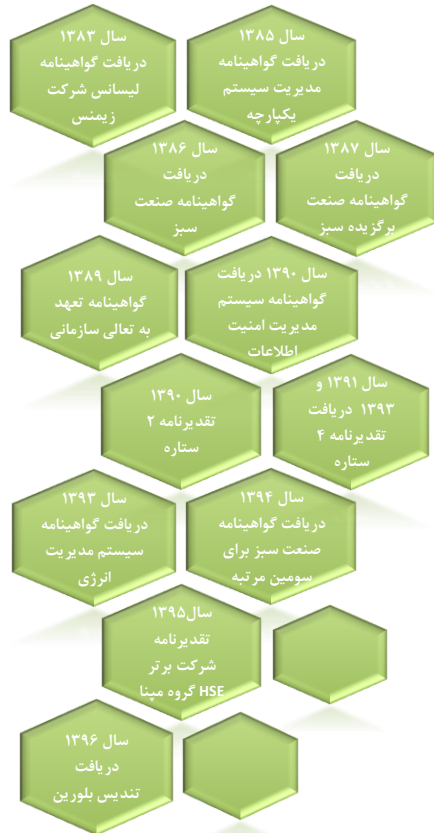 سال ۱۳۸۳
دریافت گواهینامه
لیسانس شرکت
زیمنس
سال ۱۳۸۵
دریافت گواهینامه
مدیریت سیستم
یکپارچه
سال ۱۳۸۶
دریافت
گواهینامه صنعت
سبز
سال ۱۳۸۷
دریافت
گواهینامه صنعت
برگزیده سبز
سال ۱۳۸۹
گواهینامه تعهد
به تعالی سازمانی
سال ۱۳۹۰ دریافت
گواهینامه سیستم
مدیریت امنیت
اطلاعات
سال ۱۳۹۰
تقدیرنامه ۲
ستاره
سال ۱۳۹۱ و
۱۳۹۳ دریافت
تقدیرنامه ۴
ستاره
سال ۱۳۹۳
دریافت گواهینامه
سیستم مدیریت
انرژی
سال ۱۳۹۴
دریافت گواهینامه
صنعت سبز برای
سومین مرتبه
سال۱۳۹۵
تقدیرنامه
شرکت برتر
HSE گروه مپنا
سال ۱۳۹۶
دریافت
تندیس بلورین